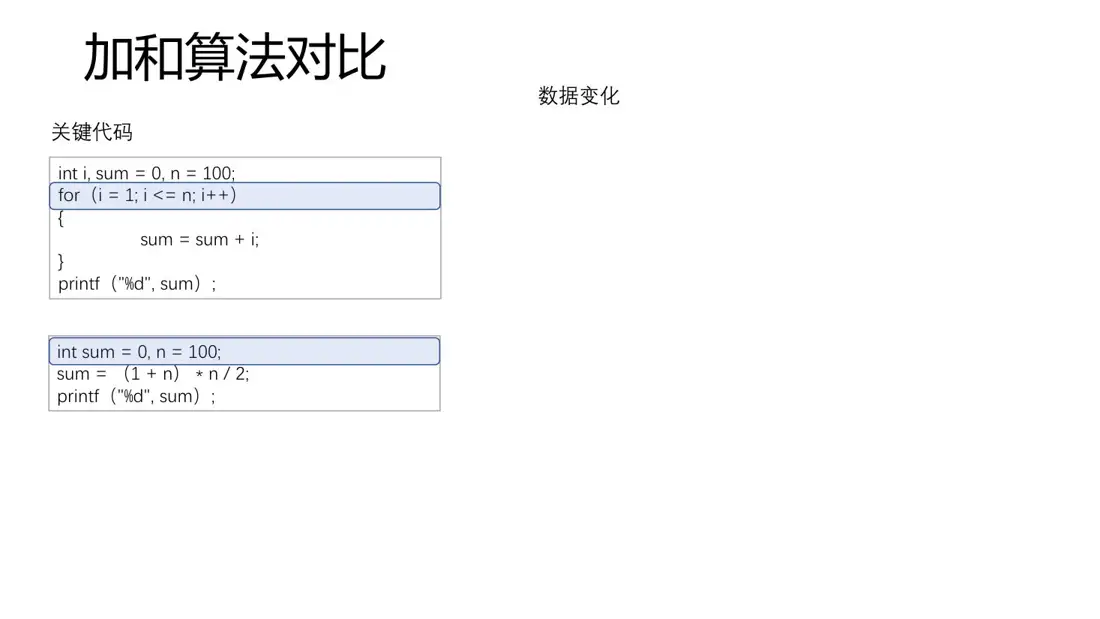 加和算法对比
数据变化
关键代码
int i, sum = 0, n = 100;
for（i = 1; i <= n; i++）
{
sum = sum + i;
}
printf（"%d", sum）;
int sum = 0, n = 100;
sum = （1 + n） * n / 2;
printf（"%d", sum）;